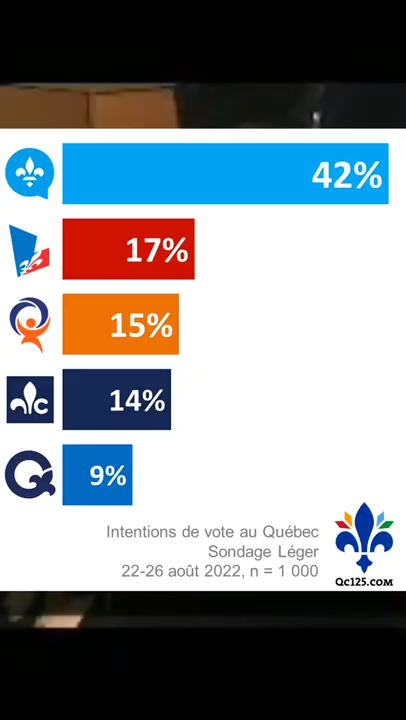 42%
17%
15%
C
14%
9%
Intentions de vote au Québec
Sondage Léger
22-26 août 2022, n = 1 000
Qc125.COM